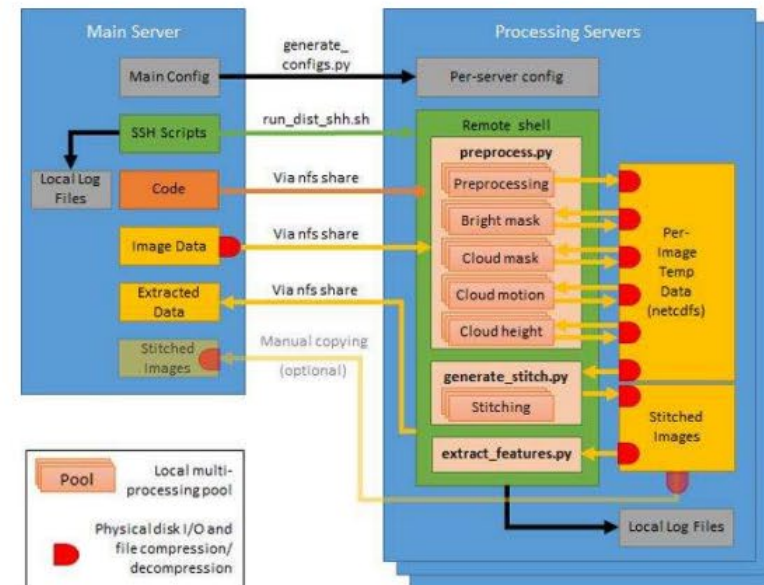 Main Server
Processing Servers
generate_
configs.py
Main Config
Per-server config
SSH Scripts
run_dist_shh.sh
Remote shell
preprocess.py
Local Log
Files
Code
Via nfs share
Preprocessing
Bright mask
Image Data
Via nfs share
Cloud mask
Per-
Image
Temp
Data
(netcdfs)
Extracted
Data
Via nfs share
Cloud motion
Cloud height
Stitched
Images
Manual copying
(optional)
generate_stitch.py
Stitching
Stitched
Images
extract_features.py
Pool
Local multi-
processing pool
Physical disk I/O and
file compression/
decompression
Local Log Files